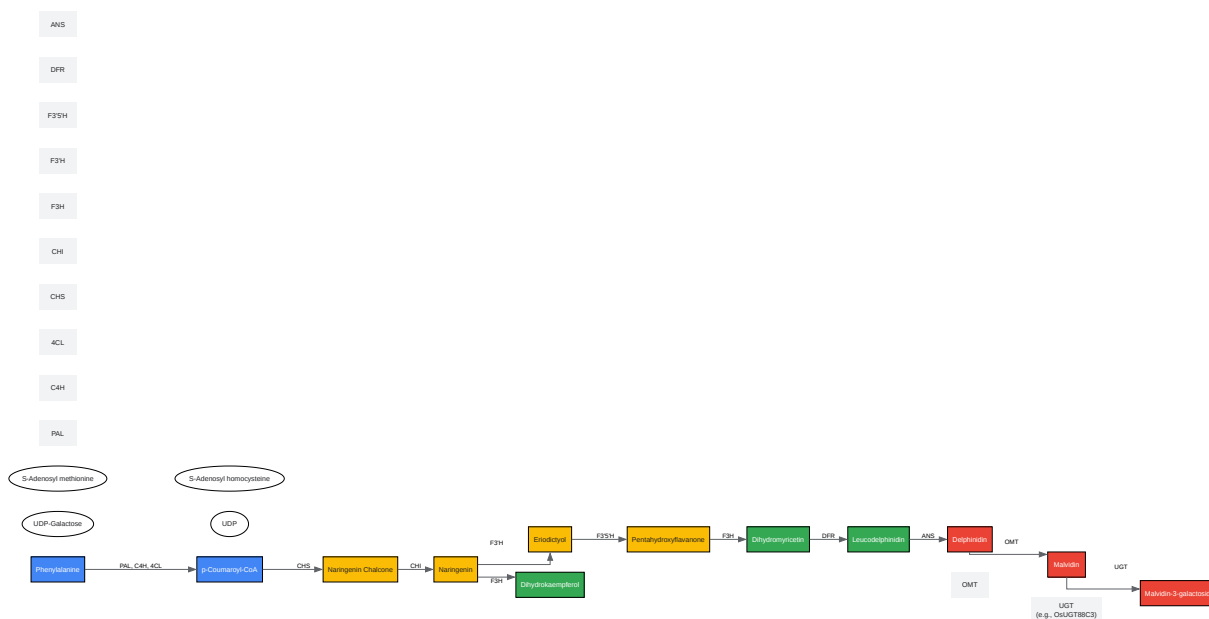 ANS
DFR
F3'5'H
F3'H
F3H
CHI
CHS
4CL
C4H
PAL
S-Adenosyl methionine
S-Adenosyl homocysteine
UDP-Galactose
UDP
Phenylalanine
PAL, C4H, 4CL
p-Coumaroyl-CoA
CHS
Naringenin Chalcone
CHI
Naringenin
F3'H
F3H
Eriodictyol
Dihydrokaempferol
F3'5'H
Pentahydroxyflavanone
F3H
Dihydromyricetin
DFR
Leucodelphinidin
ANS
Delphinidin
OMT
OMT
Malvidin
UGT
UGT
(e.g., OsUGT88C3)
Malvidin-3-galactosid